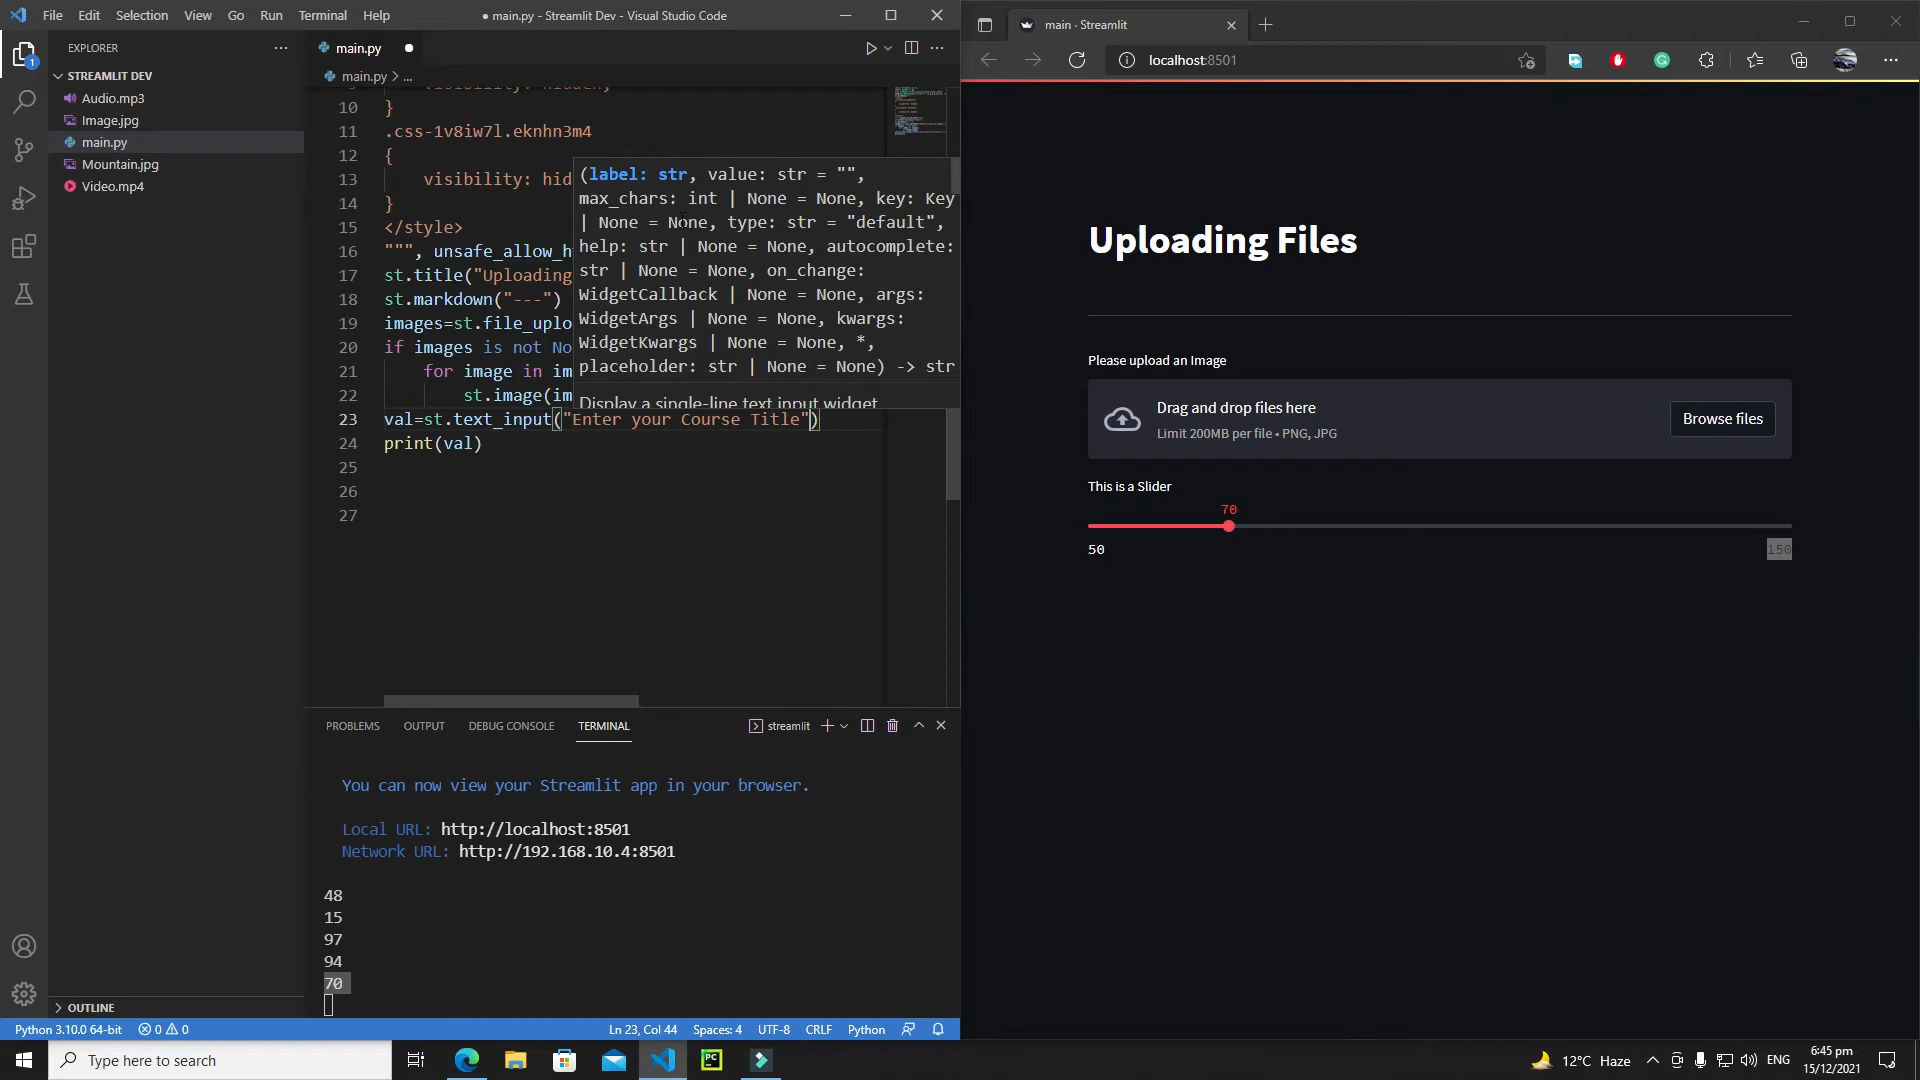 File Edit Selection View Go Run Terminal Help
● main.py - Streamlit Dev - Visual Studio Code
EXPLORER
STREAMLIT DEV
Audio.mp3
Image.jpg
main.py
Mountain.jpg
Video.mp4
OUTLINE
1
main.py
main.py > ...
10 }
11 .css-1v8iw7l.eknhn3m4
12 {
13 visibility: hid
14 }
15 </style>
16 """, unsafe_allow_h
17 st.title("Uploading
18 st.markdown("---")
19 images=st.file_uplo
20 if images is not No
21 for image in im
22 st.image(im
23 val=st.text_input("Enter your Course Title")
24 print(val)
25
26
27
(label: str, value: str = "",
max_chars: int | None = None, key: Key
| None = None, type: str = "default",
help: str | None = None, autocomplete:
str | None = None, on_change:
WidgetCallback | None = None, args:
WidgetArgs | None = None, kwargs:
WidgetKwargs | None = None, *,
placeholder: str | None = None) -> str
Display a single-line text input widget
PROBLEMS OUTPUT DEBUG CONSOLE TERMINAL
streamlit
You can now view your Streamlit app in your browser.
Local URL: http://localhost:8501
Network URL: http://192.168.10.4:8501
48
15
97
94
70
Python 3.10.0 64-bit 0 0 Ln 23, Col 44 Spaces: 4 UTF-8 CRLF Python
main · Streamlit
localhost:8501
Uploading Files
Please upload an Image
Drag and drop files here
Limit 200MB per file • PNG, JPG
Browse files
This is a Slider
70
50 150
Type here to search
PC
12°C Haze
ENG
6:45 pm
15/12/2021